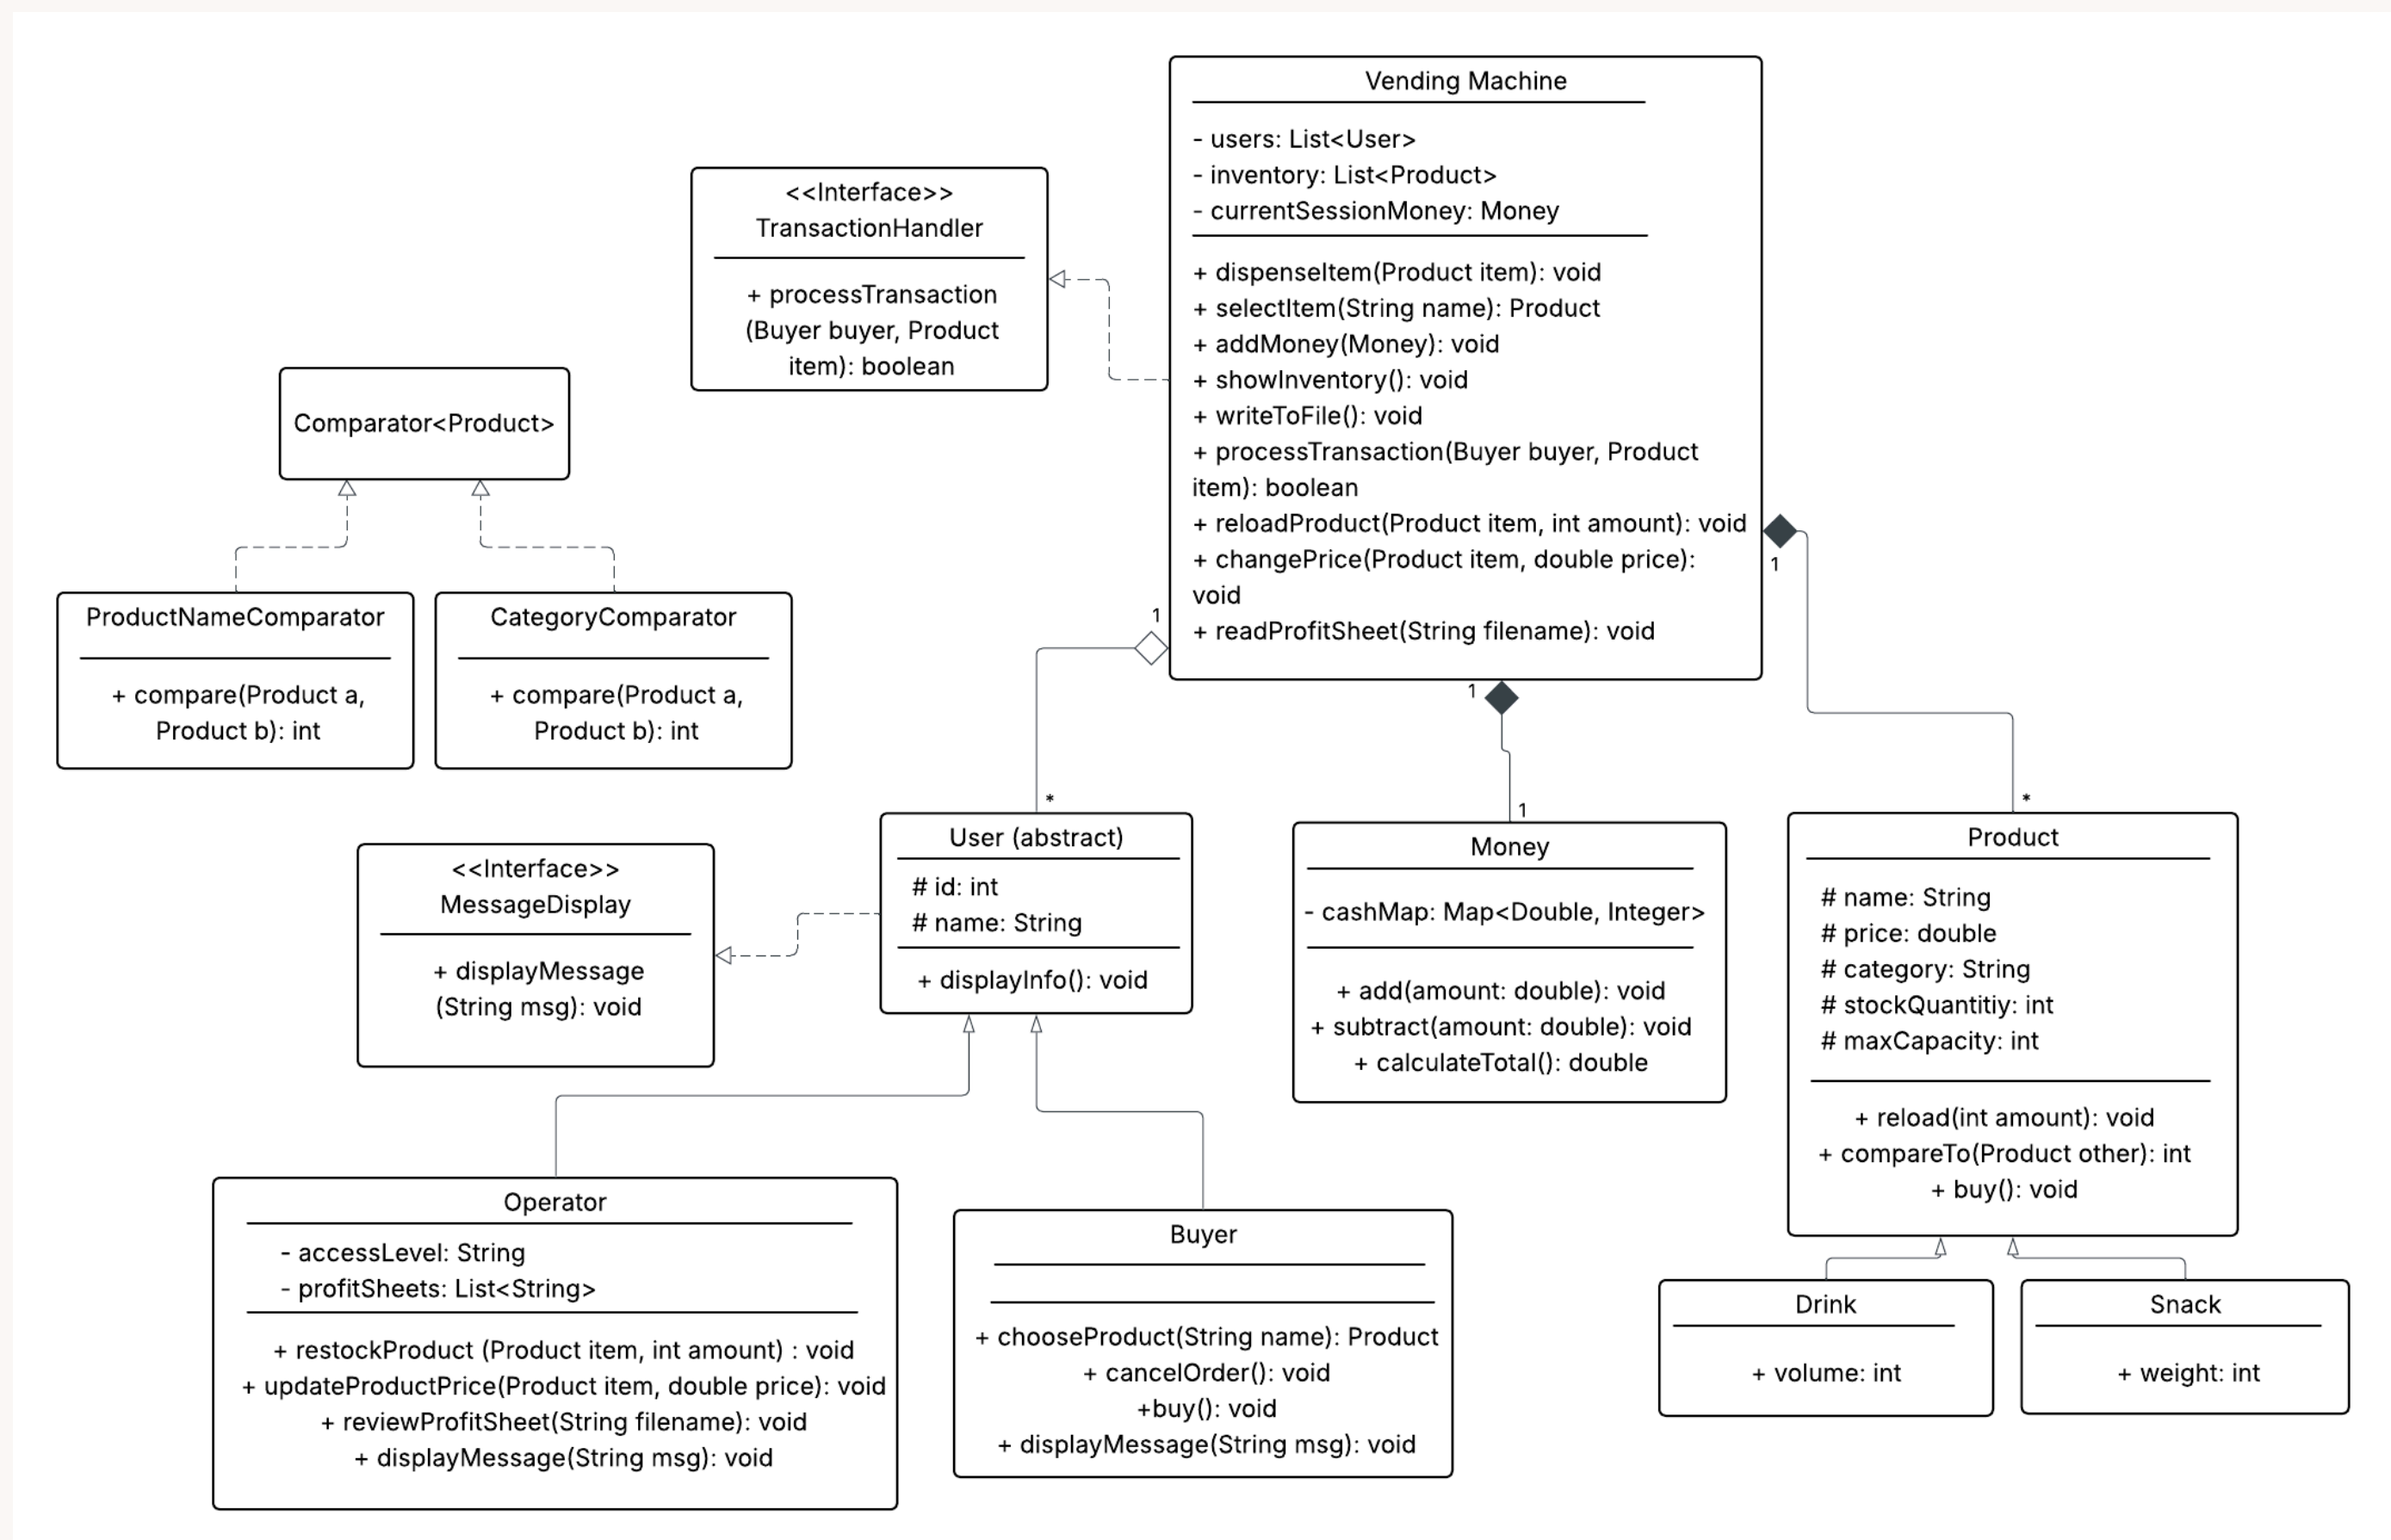 Vending Machine
- users: List<User>
- inventory: List<Product>
- currentSessionMoney: Money
+ dispenseItem(Product item): void
+ selectItem(String name): Product
+ addMoney(Money): void
+ showInventory(): void
+ writeToFile(): void
+ processTransaction(Buyer buyer, Product
item): boolean
+ reloadProduct(Product item, int amount): void
+ changePrice(Product item, double price):
void
+ readProfitSheet(String filename): void
<<Interface>>
TransactionHandler
+ processTransaction
(Buyer buyer, Product
item): boolean
Comparator<Product>
ProductNameComparator
+ compare(Product a,
Product b): int
CategoryComparator
+ compare(Product a,
Product b): int
1
*
1
1
1
*
<<Interface>>
MessageDisplay
+ displayMessage
(String msg): void
User (abstract)
# id: int
# name: String
+ displayInfo(): void
Money
- cashMap: Map<Double, Integer>
+ add(amount: double): void
+ subtract(amount: double): void
+ calculateTotal(): double
Product
# name: String
# price: double
# category: String
# stockQuantitiy: int
# maxCapacity: int
+ reload(int amount): void
+ compareTo(Product other): int
+ buy(): void
Operator
- accessLevel: String
- profitSheets: List<String>
+ restockProduct (Product item, int amount) : void
+ updateProductPrice(Product item, double price): void
+ reviewProfitSheet(String filename): void
+ displayMessage(String msg): void
Buyer
+ chooseProduct(String name): Product
+ cancelOrder(): void
+buy(): void
+ displayMessage(String msg): void
Drink
+ volume: int
Snack
+ weight: int